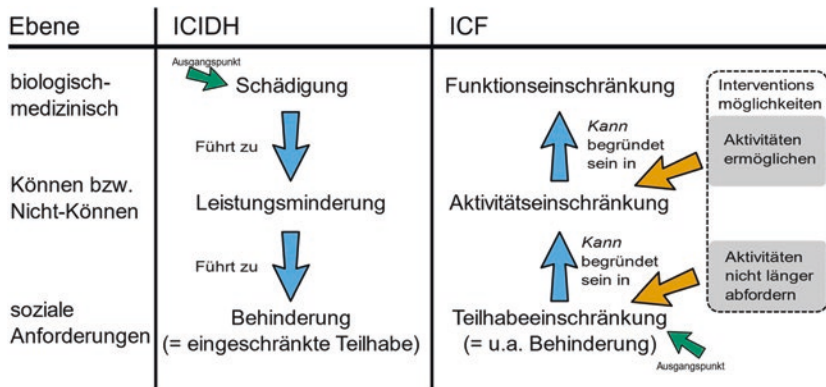 Ebene
ICIDH
ICF
biologisch-
medizinisch
Ausgangspunkt
Schädigung
Funktionseinschränkung
Interventions
möglichkeiten
Führt zu
Kann
begründet
sein in
Aktivitäten
ermöglichen
Können bzw.
Nicht-Können
Leistungsminderung
Aktivitätseinschränkung
Führt zu
Kann
begründet
sein in
Aktivitäten
nicht länger
abfordern
soziale
Anforderungen
Behinderung
(= eingeschränkte Teilhabe)
Teilhabeeinschränkung
(= u.a. Behinderung)
Ausgangspunkt